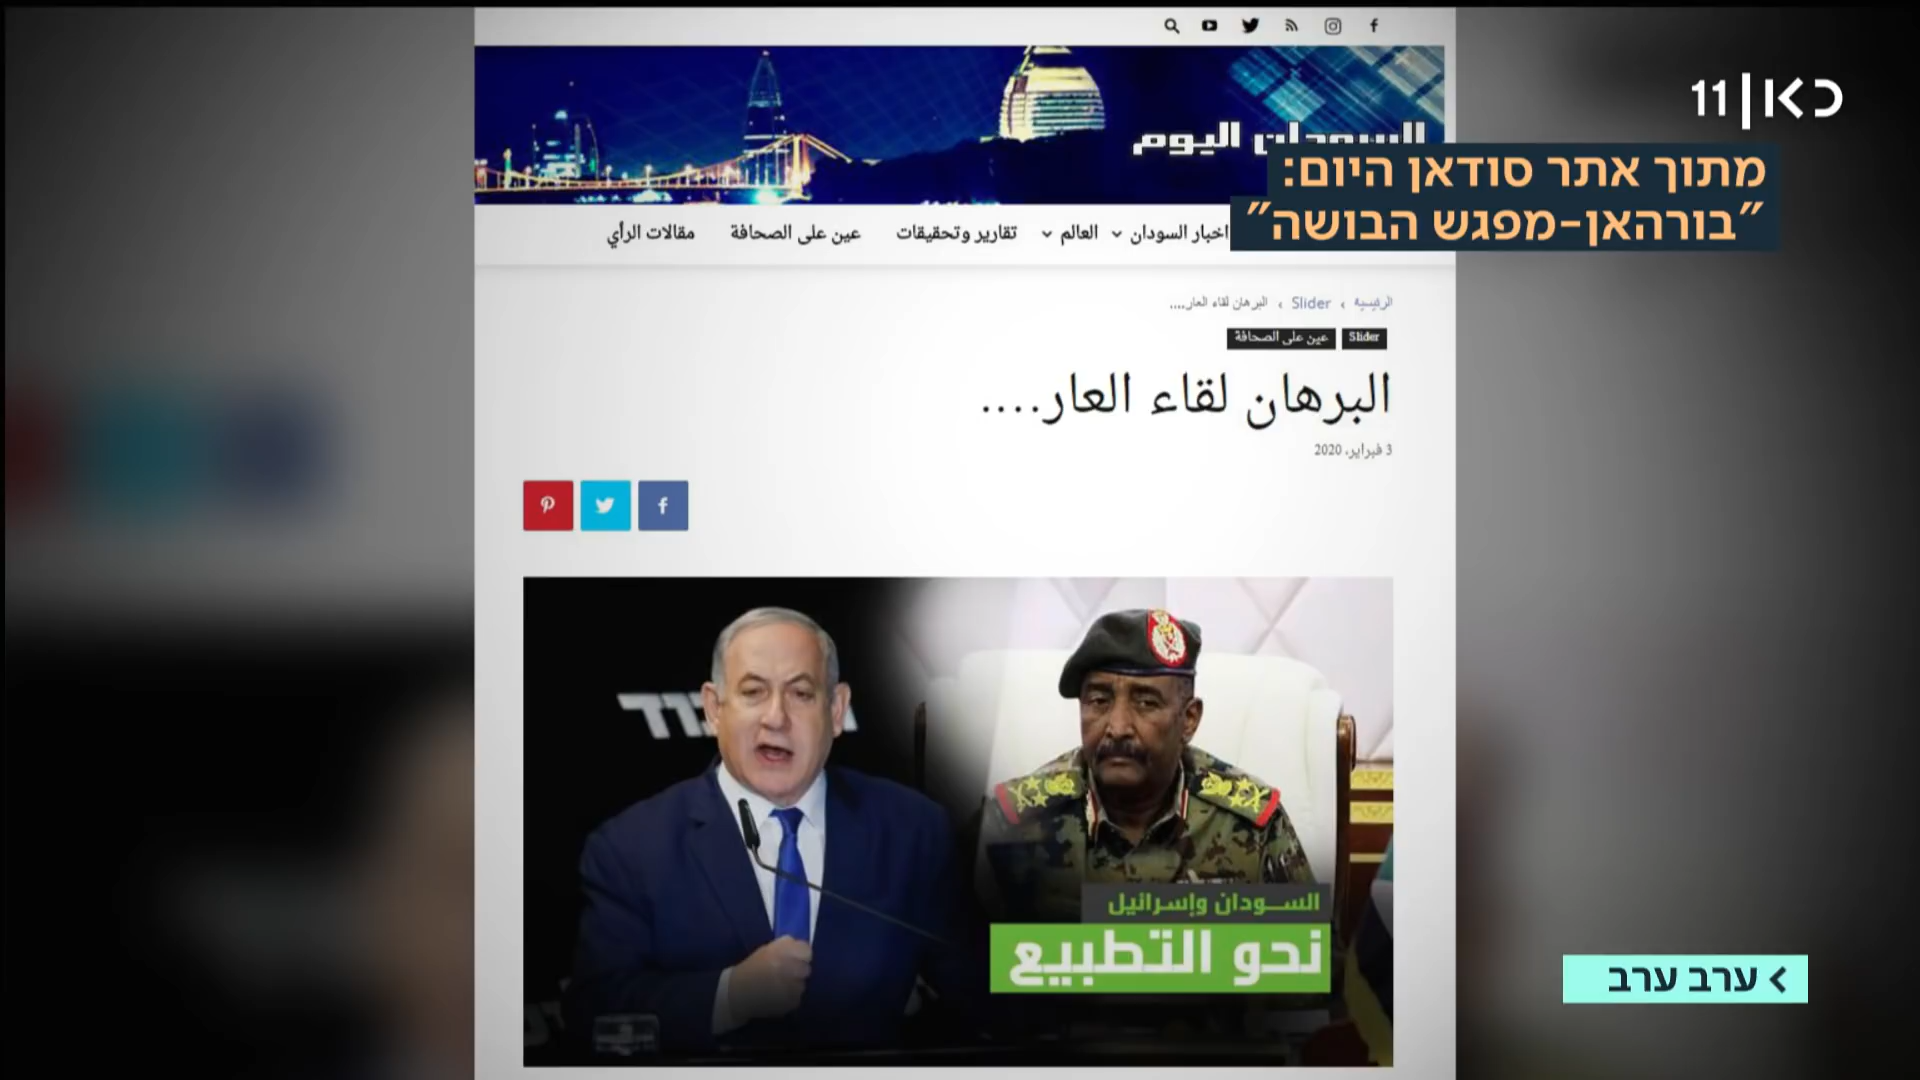 כאן 11
מתוך אתר סודאן היום:
"בורהאן-מפגש הבושה"
السودان اليوم
اخبار السودان
العالم
تقارير وتحقيقات
عين على الصحافة
مقالات الرأي
الرئيسية › Slider › البرهان لقاء العار....
Slider
عين على الصحافة
البرهان لقاء العار....
3 فبراير، 2020
السودان وإسرائيل
نحو التطبيع
ערב ערב